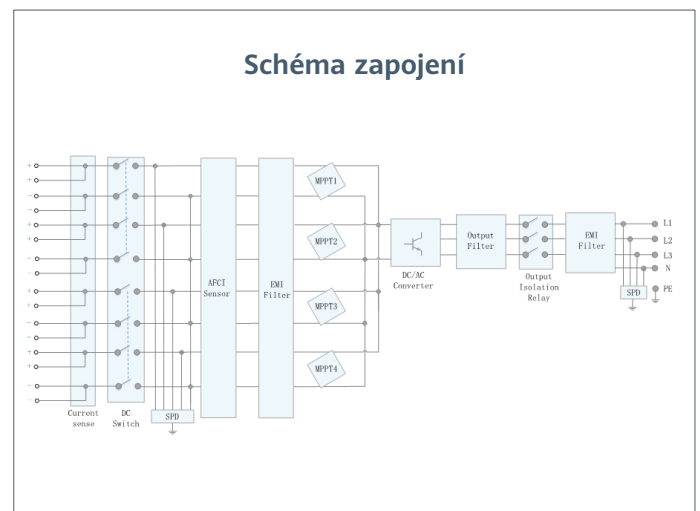 Schéma zapojení
+
+
-
-
+
+
-
-
+
+
-
-
+
+
-
-
Current
sense
DC
Switch
SPD
AFCI
Sensor
EMI
Filter
MPPT1
MPPT2
MPPT3
MPPT4
DC/AC
Converter
Output
Filter
Output
Isolation
Relay
EMI
Filter
SPD
L1
L2
L3
N
PE